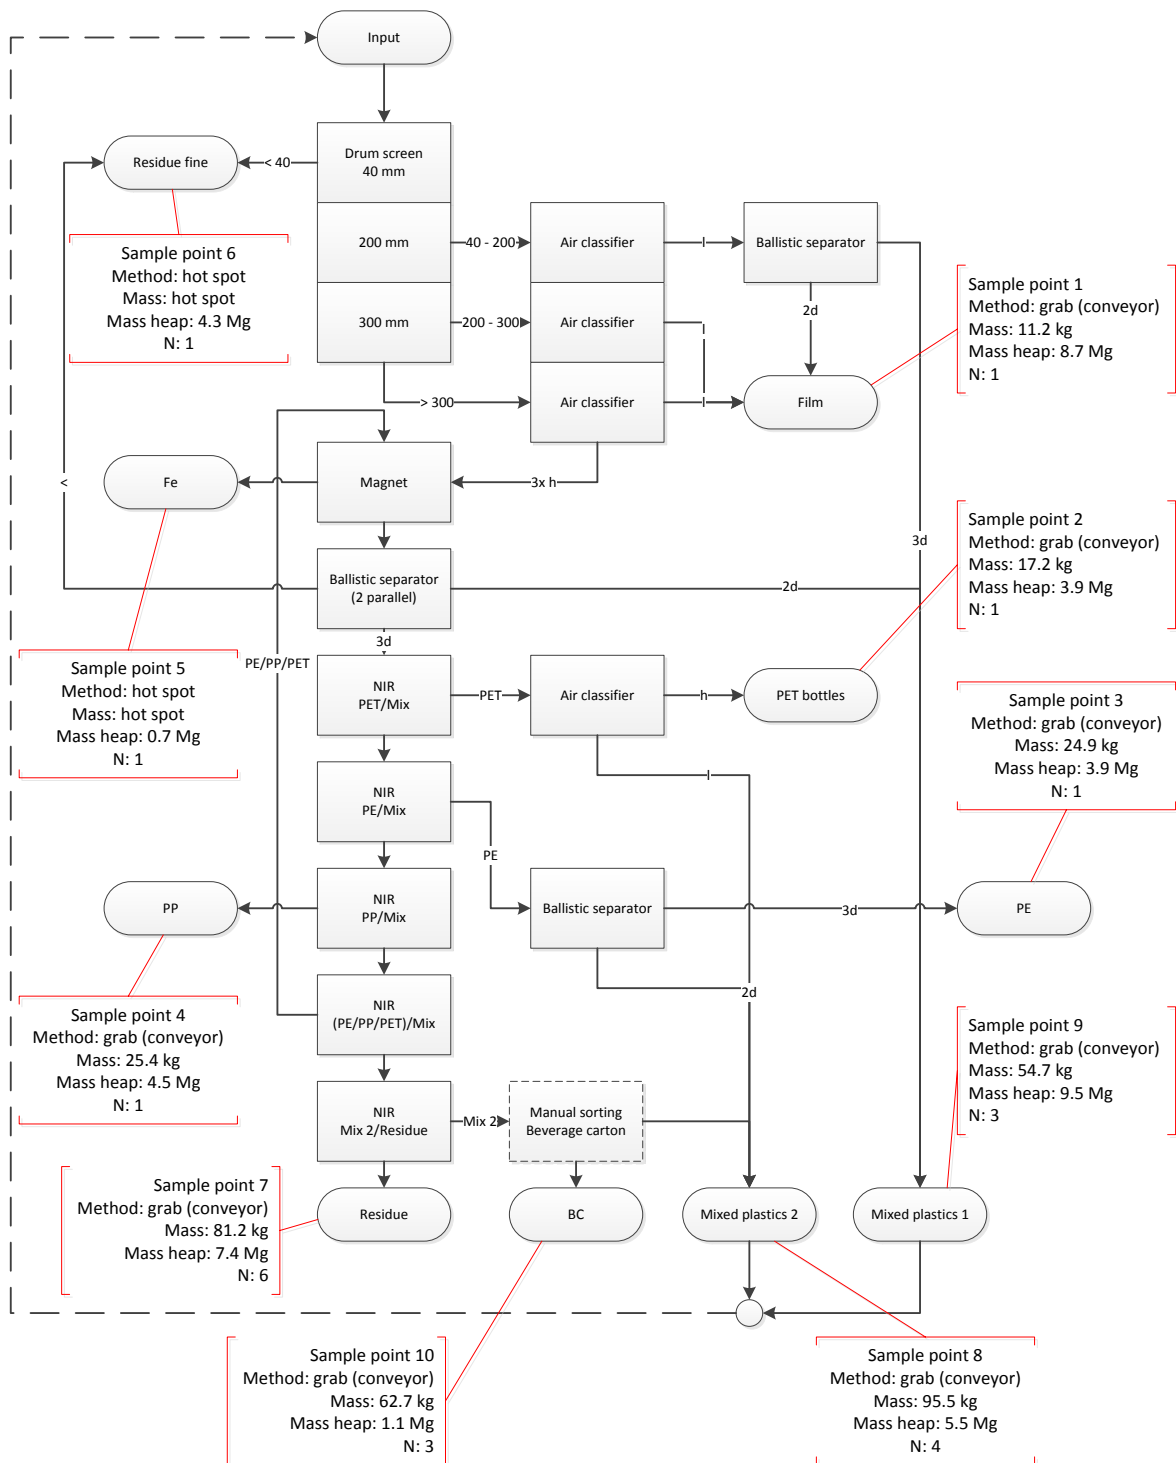 Input
Drum screen
40 mm
< 40
Residue fine
200 mm
40 - 200
Air classifier
l
Ballistic separator
2d
3d
300 mm
200 - 300
Air classifier
l
> 300
Air classifier
l
Film
Sample point 6
Method: hot spot
Mass: hot spot
Mass heap: 4.3 Mg
N: 1
Sample point 1
Method: grab (conveyor)
Mass: 11.2 kg
Mass heap: 8.7 Mg
N: 1
Fe
Magnet
3x h
<
Ballistic separator
(2 parallel)
2d
3d
Sample point 2
Method: grab (conveyor)
Mass: 17.2 kg
Mass heap: 3.9 Mg
N: 1
Sample point 5
Method: hot spot
Mass: hot spot
Mass heap: 0.7 Mg
N: 1
PE/PP/PET
NIR
PET/Mix
PET
Air classifier
h
PET bottles
l
Sample point 3
Method: grab (conveyor)
Mass: 24.9 kg
Mass heap: 3.9 Mg
N: 1
NIR
PE/Mix
PE
PP
NIR
PP/Mix
Ballistic separator
3d
PE
2d
Sample point 4
Method: grab (conveyor)
Mass: 25.4 kg
Mass heap: 4.5 Mg
N: 1
NIR
(PE/PP/PET)/Mix
Sample point 9
Method: grab (conveyor)
Mass: 54.7 kg
Mass heap: 9.5 Mg
N: 3
NIR
Mix 2/Residue
Mix 2
Manual sorting
Beverage carton
Sample point 7
Method: grab (conveyor)
Mass: 81.2 kg
Mass heap: 7.4 Mg
N: 6
Residue
BC
Mixed plastics 2
Mixed plastics 1
Sample point 10
Method: grab (conveyor)
Mass: 62.7 kg
Mass heap: 1.1 Mg
N: 3
Sample point 8
Method: grab (conveyor)
Mass: 95.5 kg
Mass heap: 5.5 Mg
N: 4